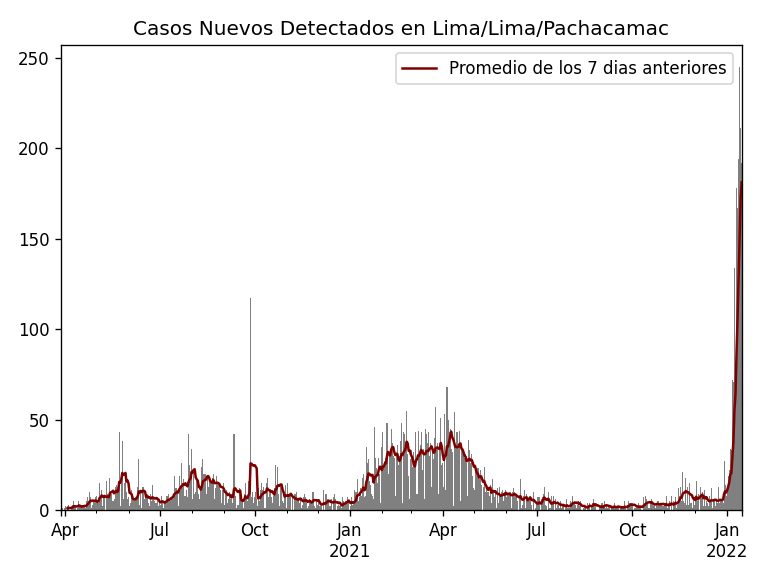 Casos Nuevos Detectados en Lima/Lima/Pachacamac
Promedio de los 7 dias anteriores
250
200
150
100
50
0
Apr Jul Oct Jan Apr Jul Oct Jan
2021 2022